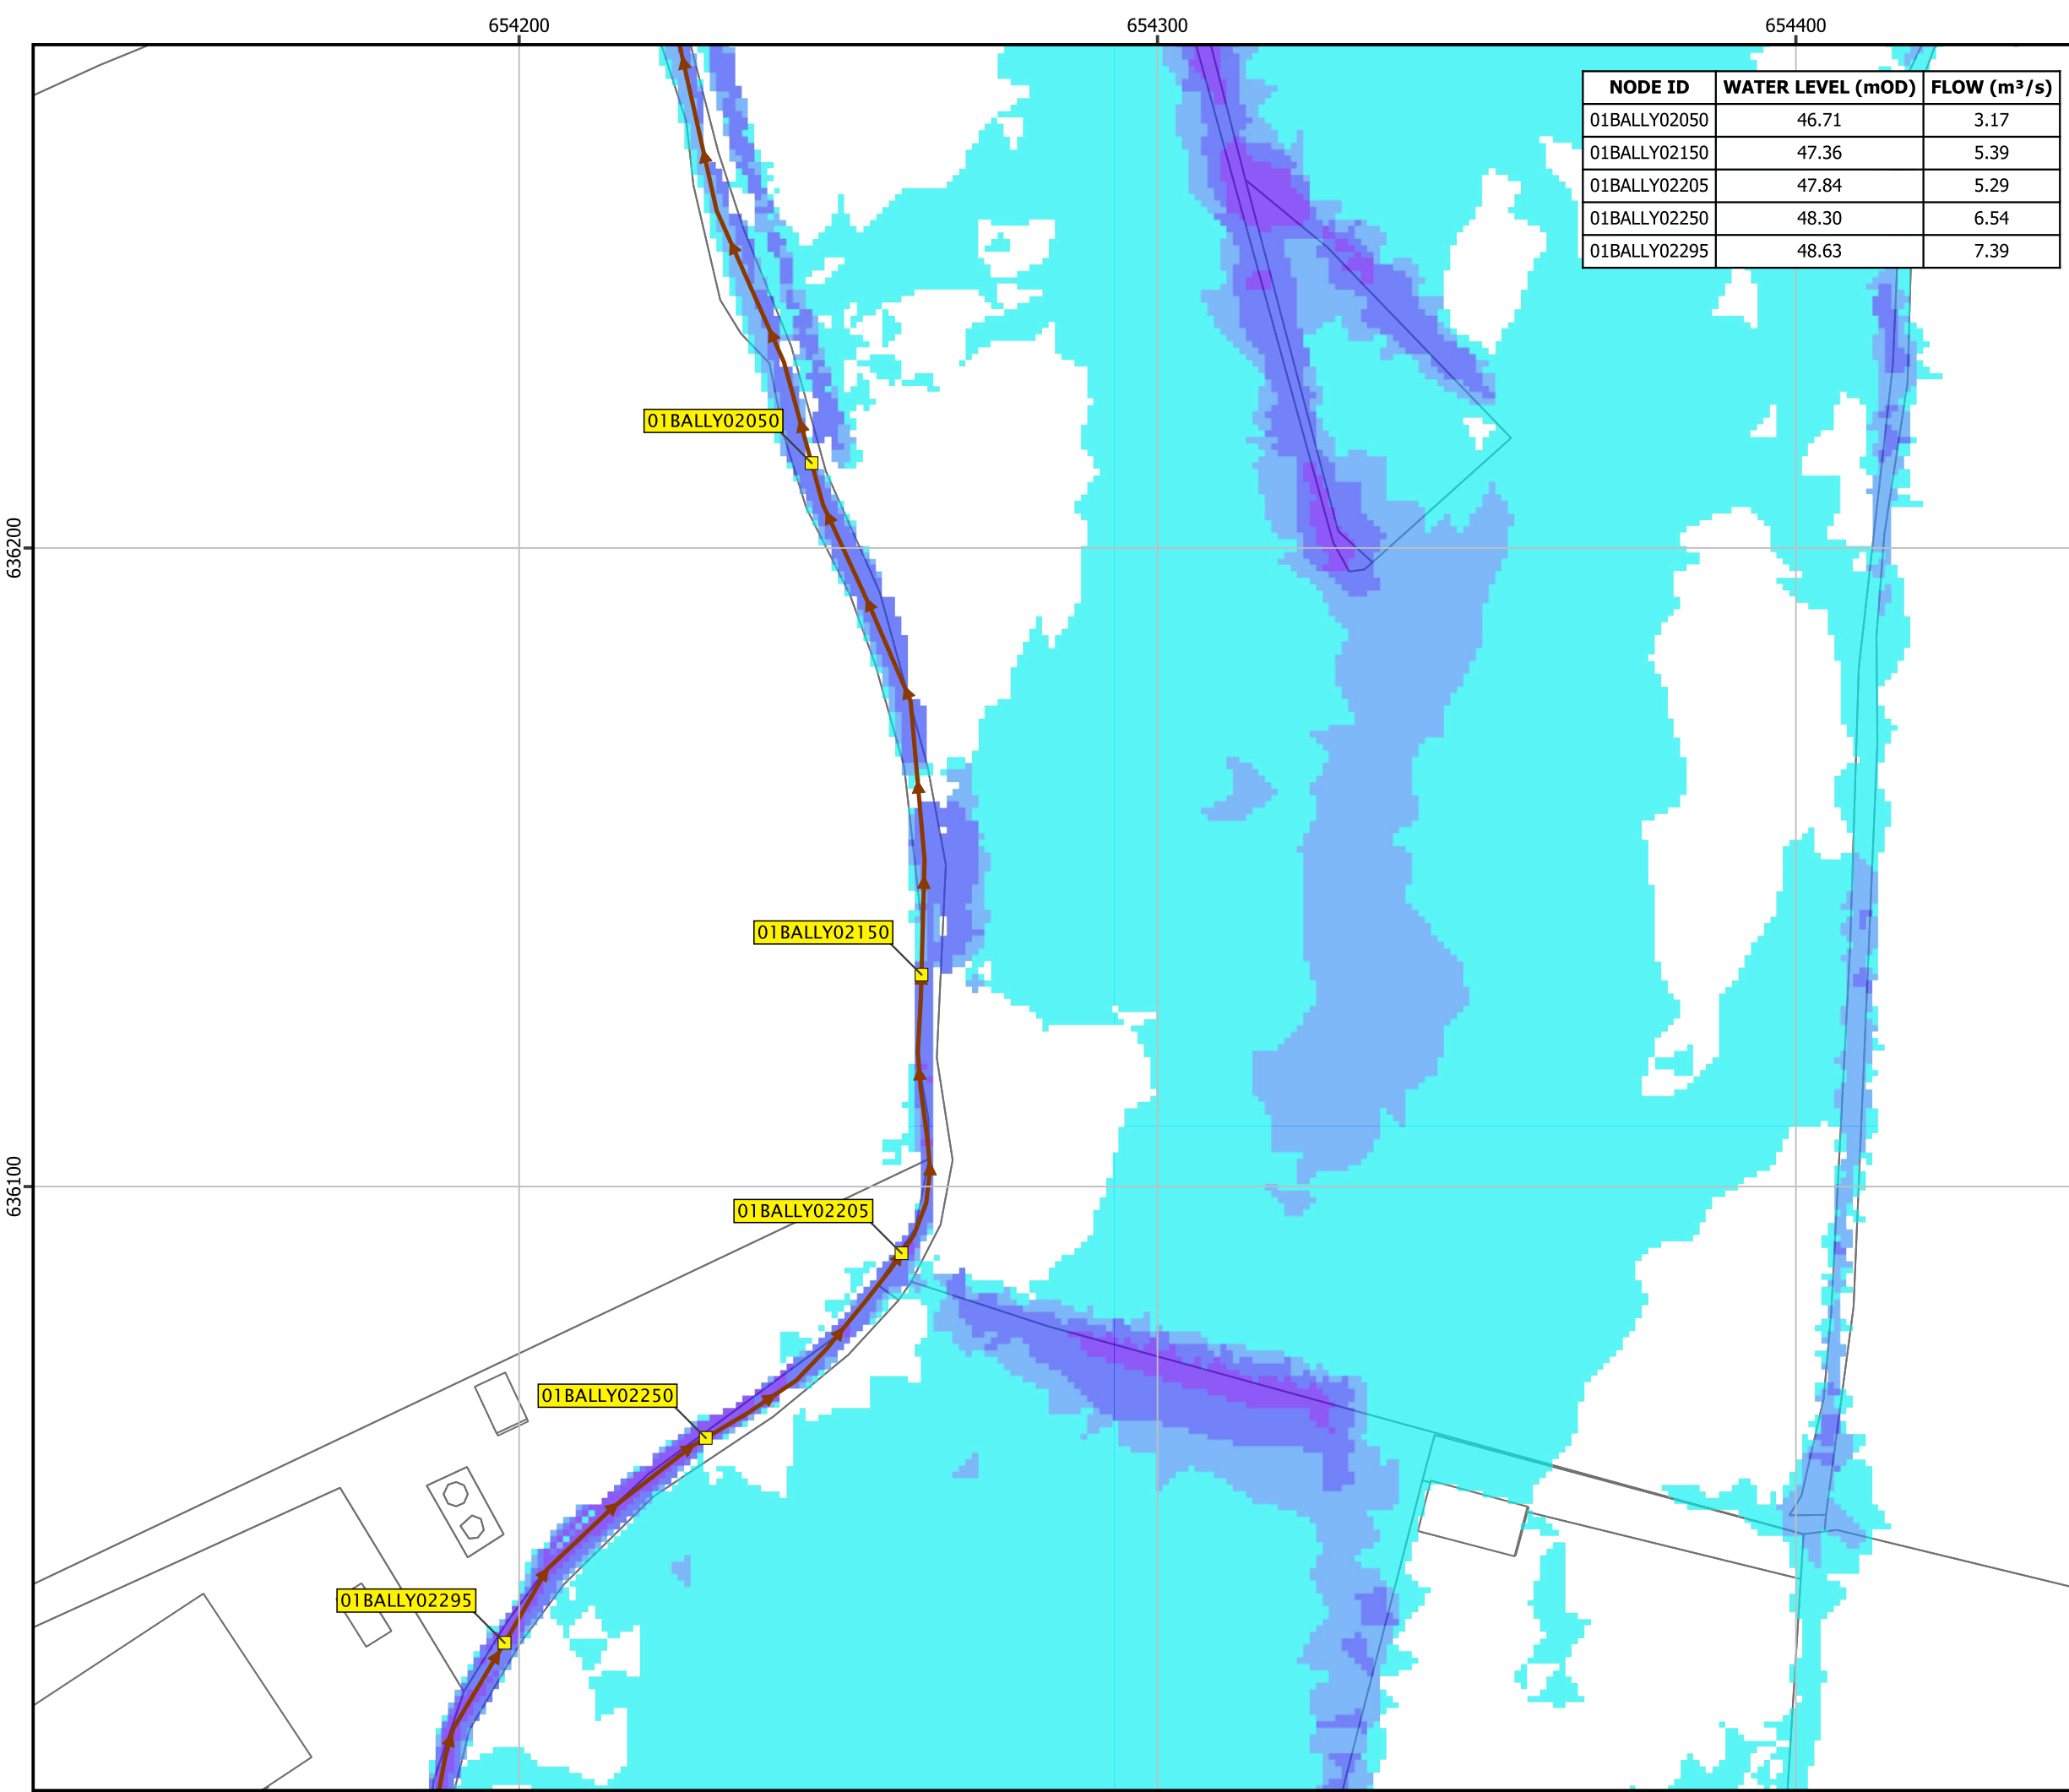 654200 654300 654400
NODE ID WATER LEVEL (mOD) FLOW (m³/s)
01BALLY02050 46.71 3.17
01BALLY02150 47.36 5.39
01BALLY02205 47.84 5.29
01BALLY02250 48.30 6.54
01BALLY02295 48.63 7.39
01BALLY02050
636200
01BALLY02150
636100
01BALLY02205
01BALLY02250
01BALLY02295